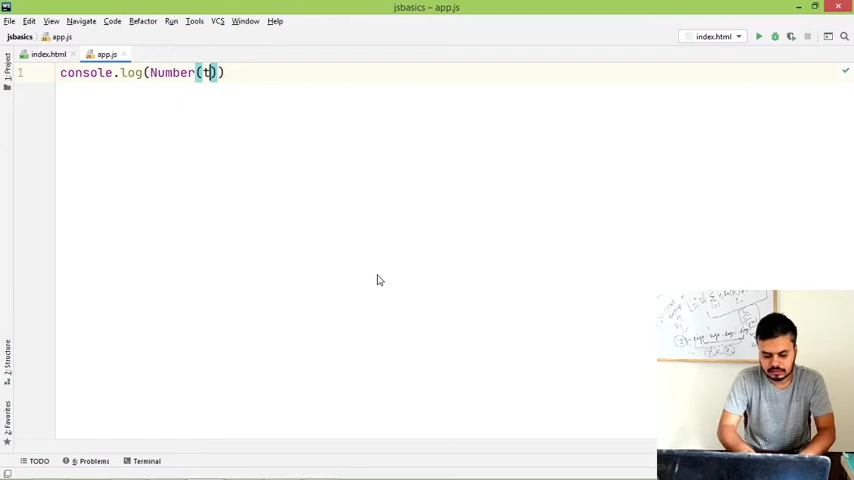 jsbasics – app.js
File Edit View Navigate Code Refactor Run Tools VCS Window Help
jsbasics app.js
index.html
index.html app.js
1: Project
1 console.log(Number(t))
7: Structure
2: Favorites
TODO 6: Problems Terminal